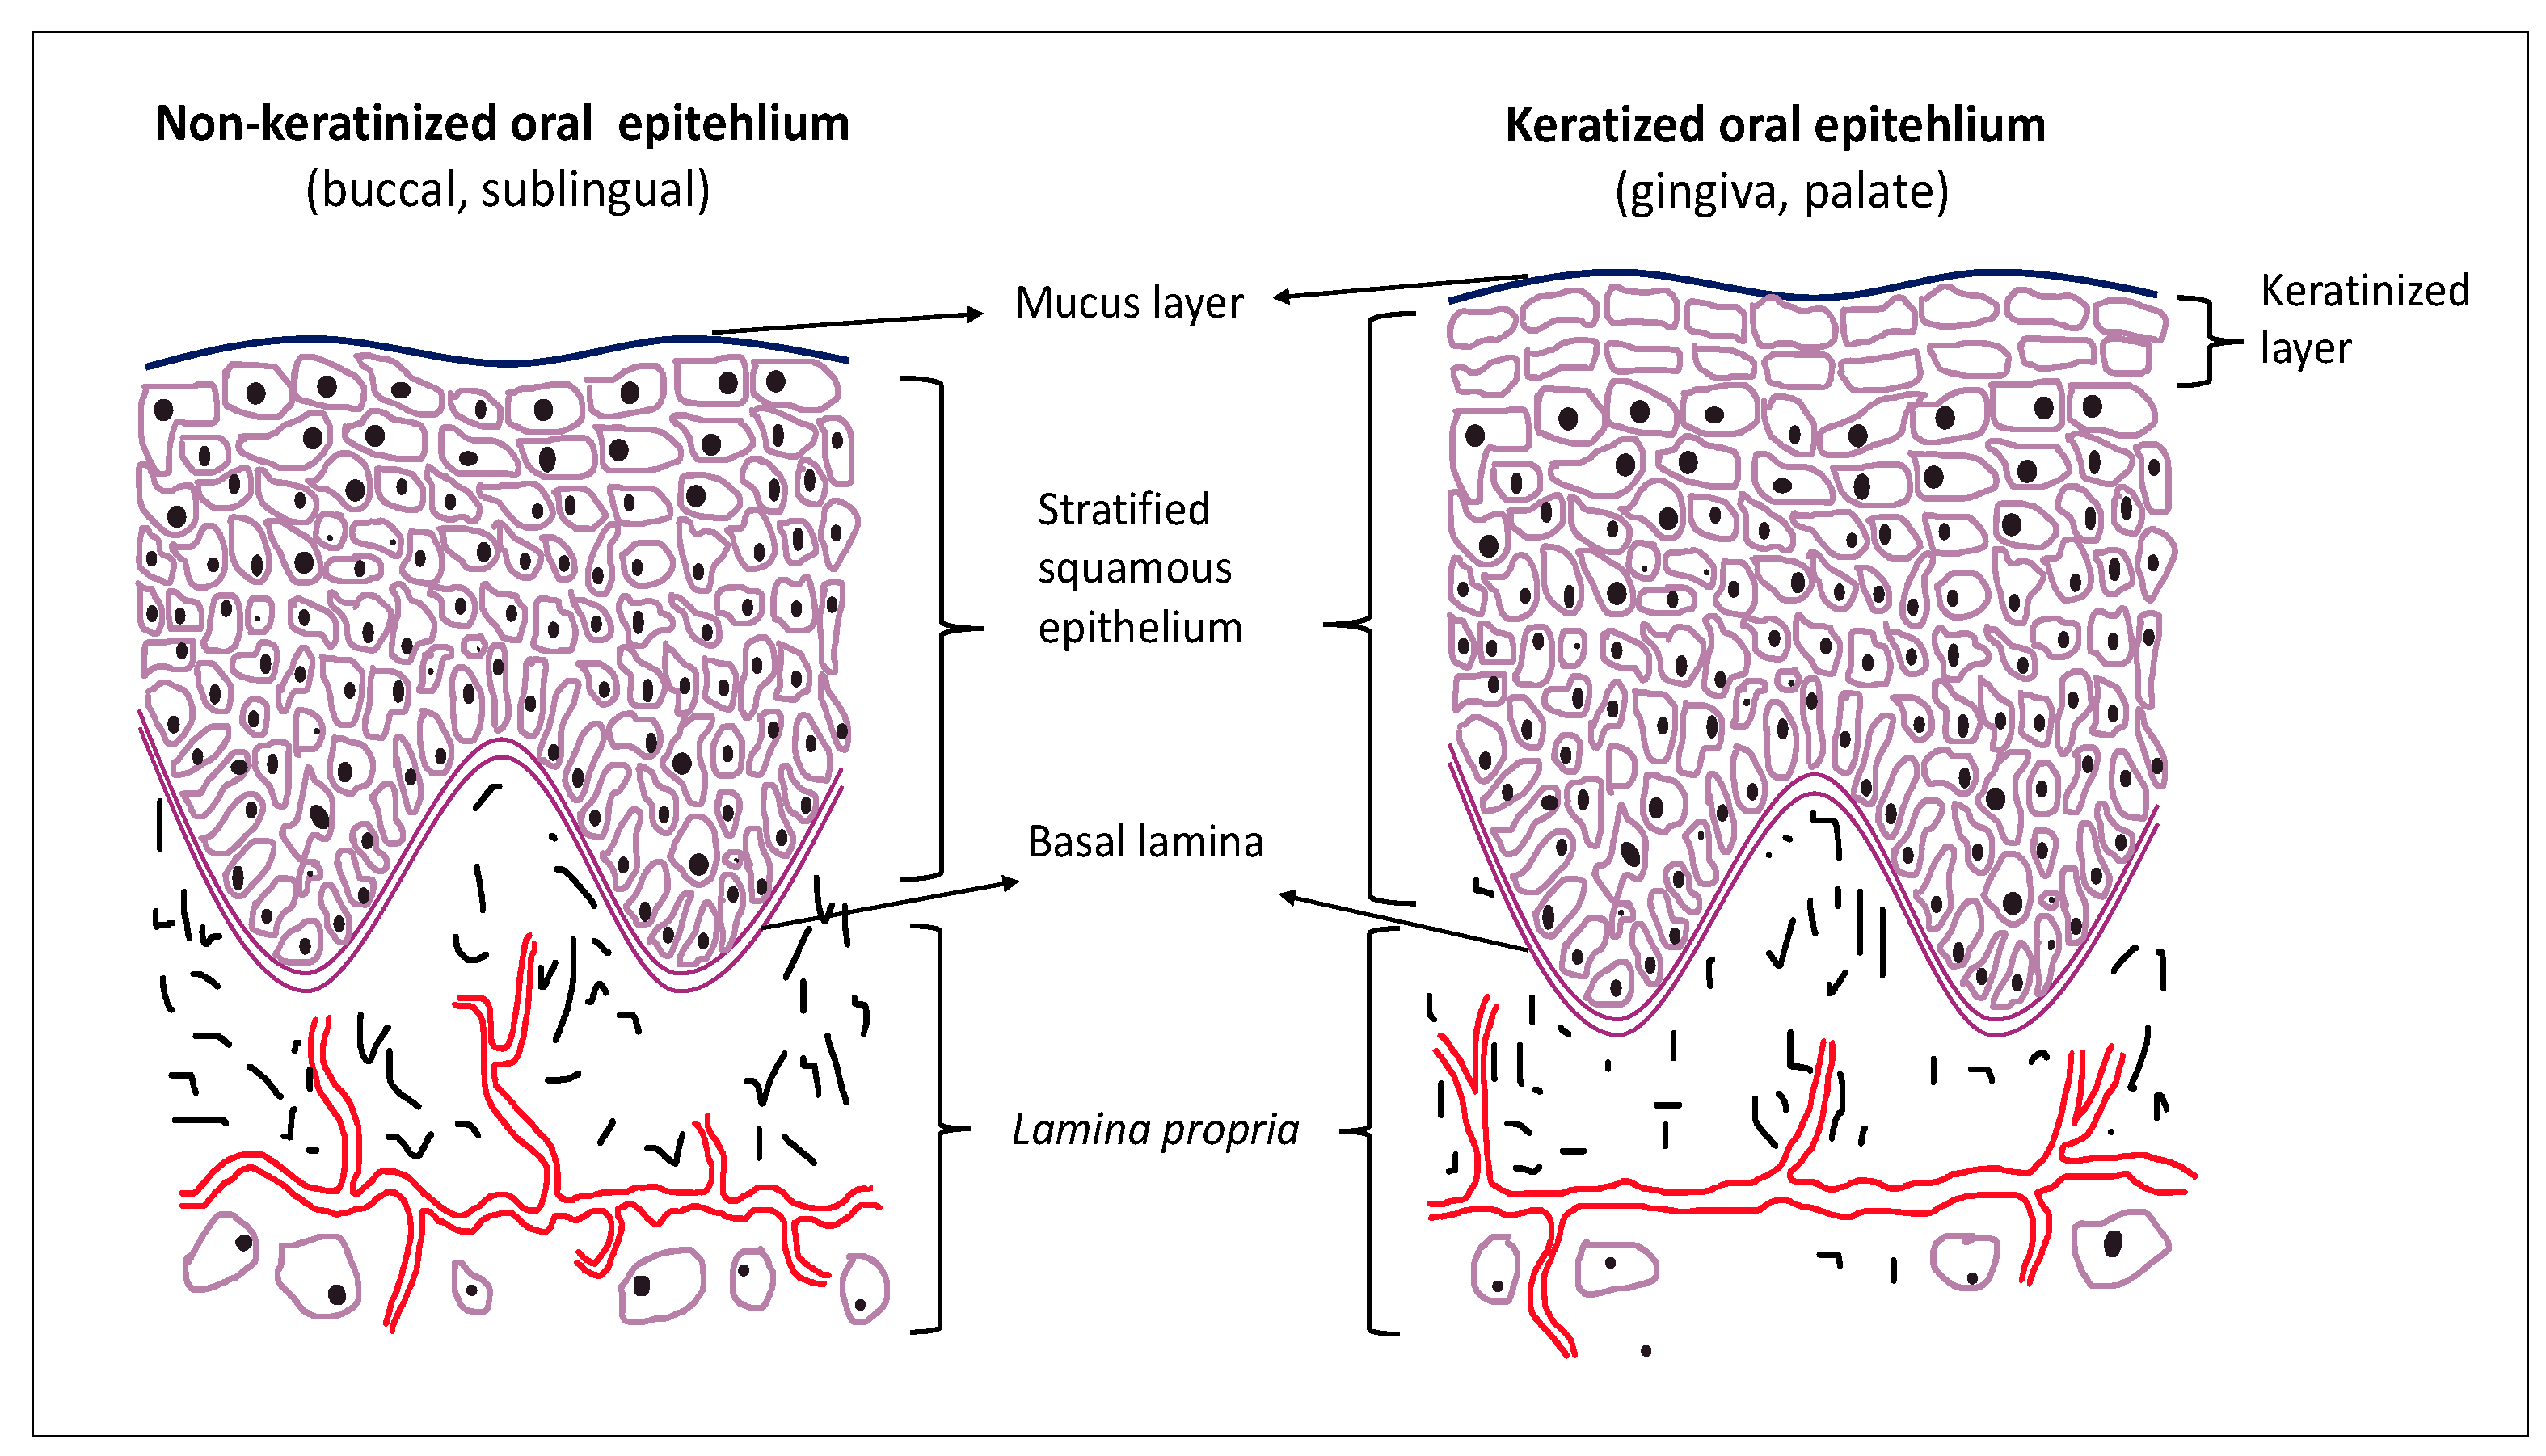 Non-keratinized oral epitehlium
(buccal, sublingual)
Keratized oral epitehlium
(gingiva, palate)
Mucus layer
Keratinized
layer
Stratified
squamous
epithelium
Basal lamina
Lamina propria